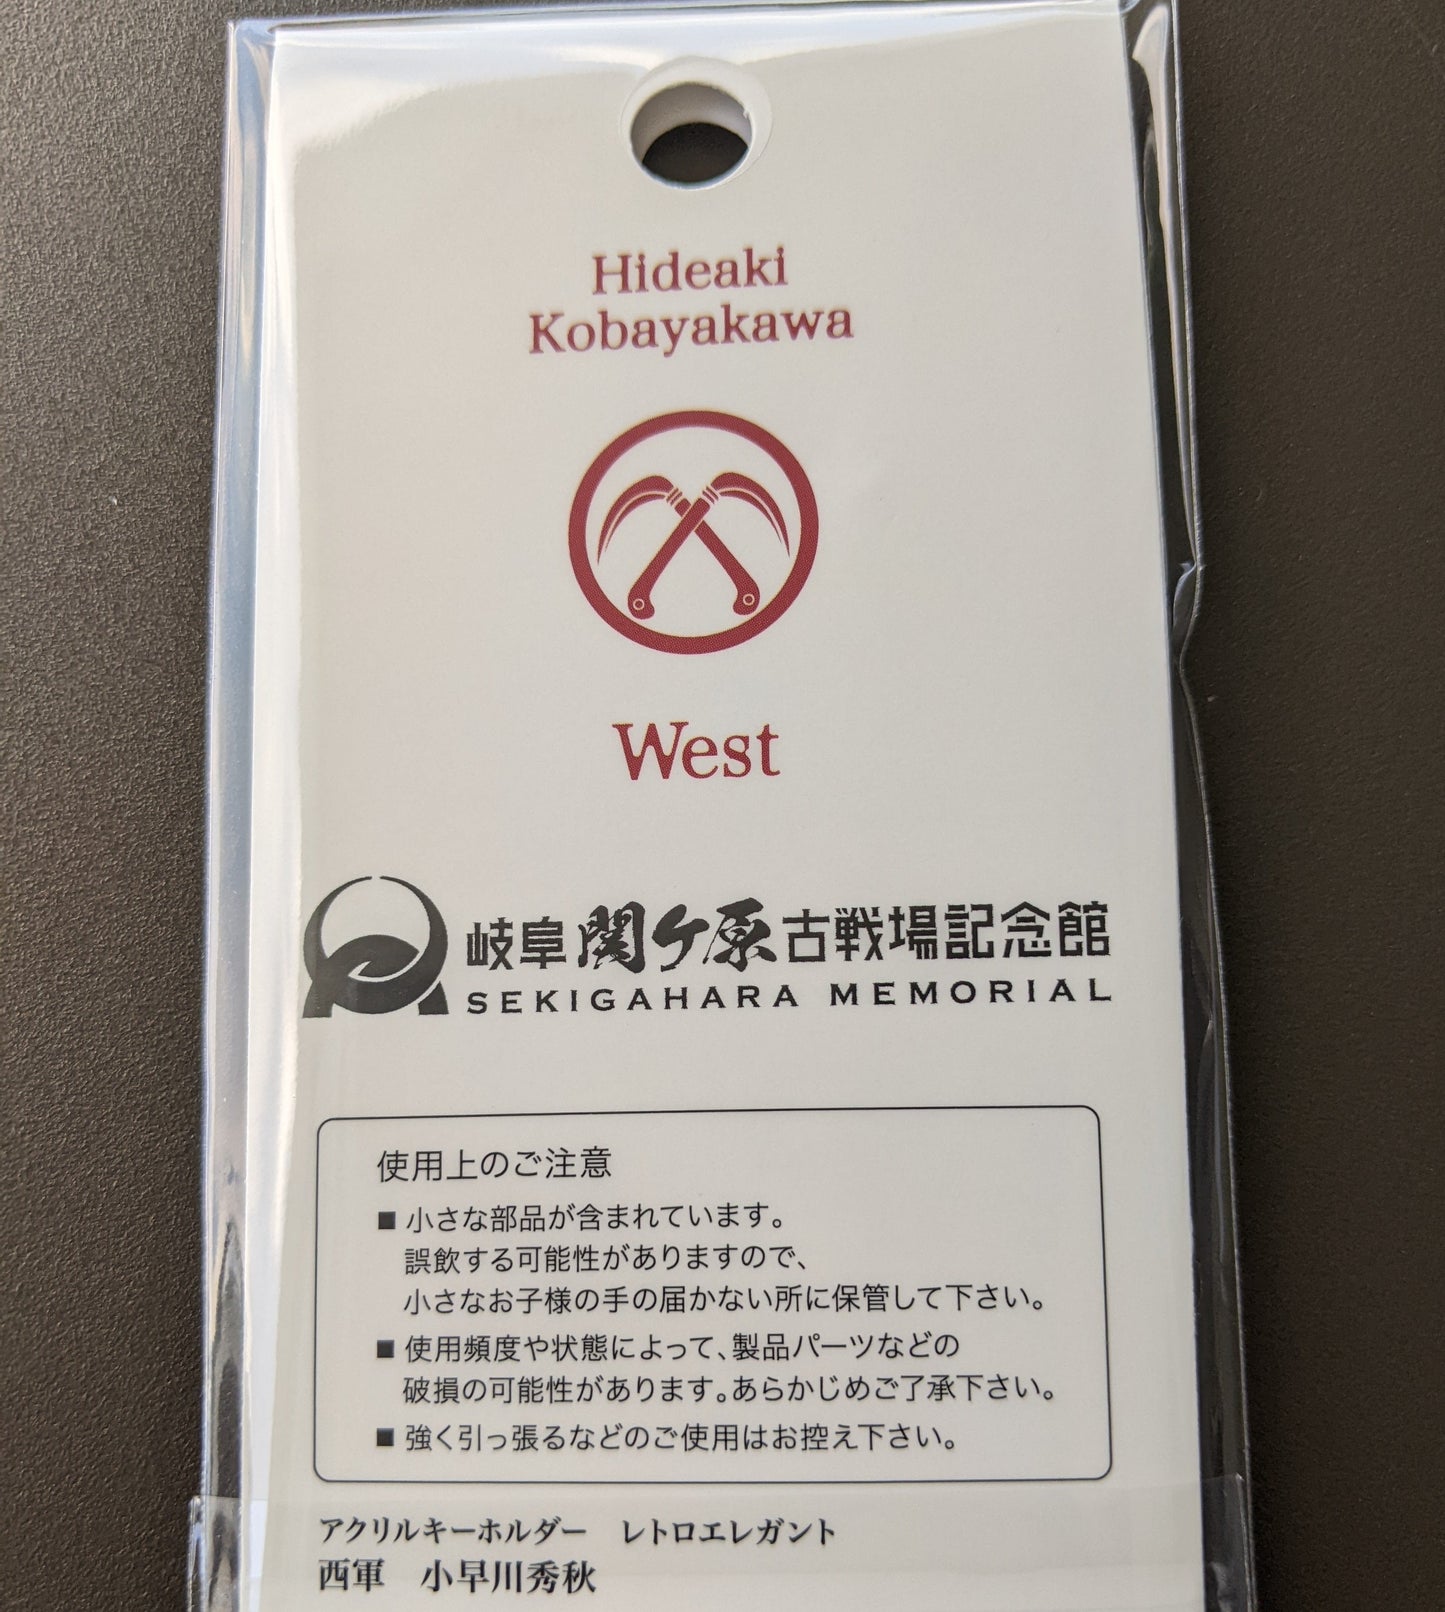 Hideaki
Kobayakawa
West
岐阜関ケ原古戦場記念館
SEKIGAHARA MEMORIAL
使用上のご注意
■ 小さな部品が含まれています。
誤飲する可能性がありますので、
小さなお子様の手の届かない所に保管して下さい。
■ 使用頻度や状態によって、製品パーツなどの
破損の可能性があります。あらかじめご了承下さい。
■ 強く引っ張るなどのご使用はお控え下さい。
アクリルキーホルダー　レトロエレガント
西軍　小早川秀秋